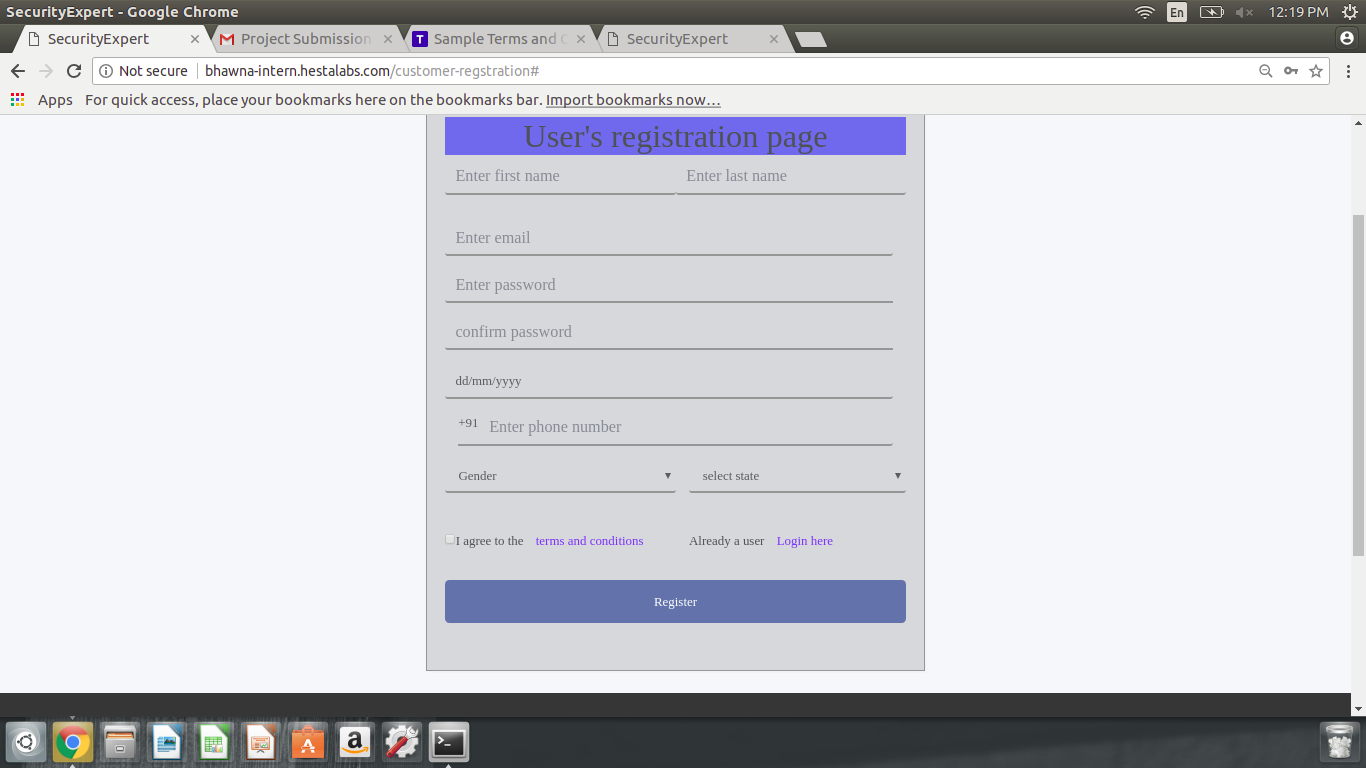 SecurityExpert - Google Chrome
En
12:19 PM
SecurityExpert
Project Submission
T
Sample Terms and C
SecurityExpert
Not secure
bhawna-intern.hestalabs.com/customer-regstration#
Apps
For quick access, place your bookmarks here on the bookmarks bar. Import bookmarks now…
User's registration page
Enter first name
Enter last name
Enter email
Enter password
confirm password
dd/mm/yyyy
+91 Enter phone number
Gender
select state
I agree to the terms and conditions
Already a user Login here
Register
a
>_